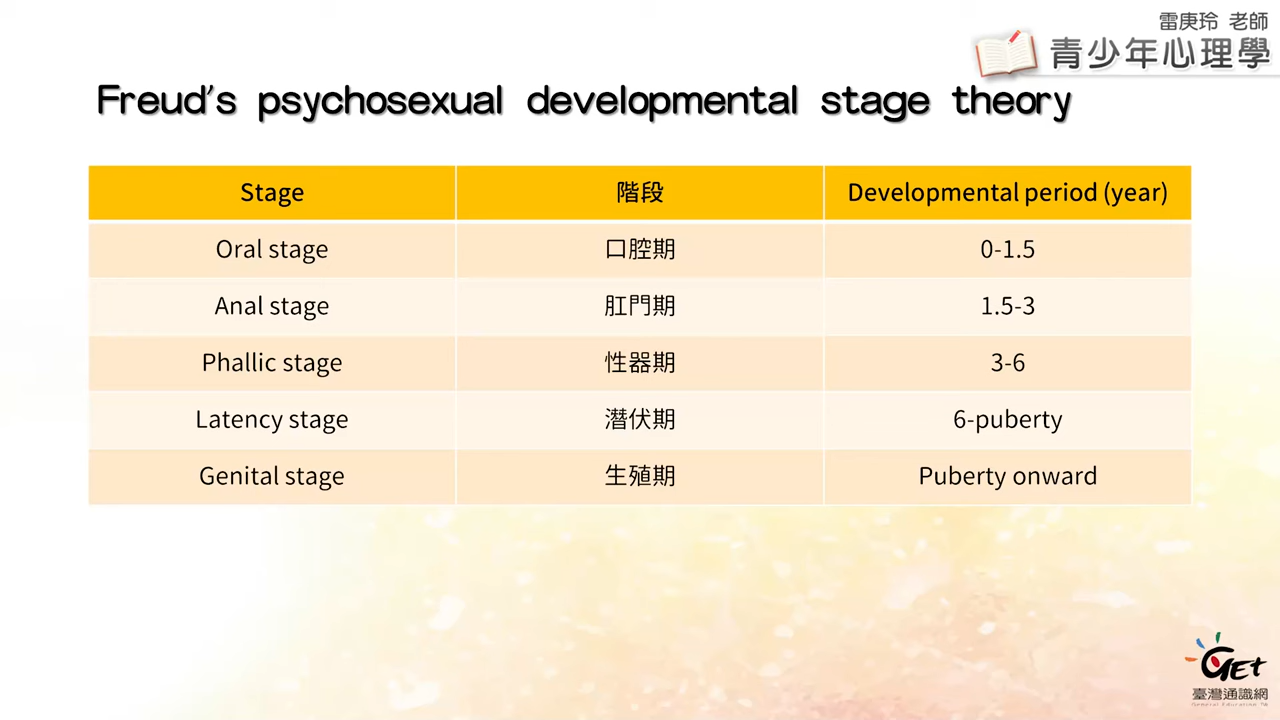 雷庚玲 老師
青少年心理學
Freud's psychosexual developmental stage theory
Stage 階段 Developmental period (year)
Oral stage 口腔期 0-1.5
Anal stage 肛門期 1.5-3
Phallic stage 性器期 3-6
Latency stage 潛伏期 6-puberty
Genital stage 生殖期 Puberty onward
GEt
臺灣通識網